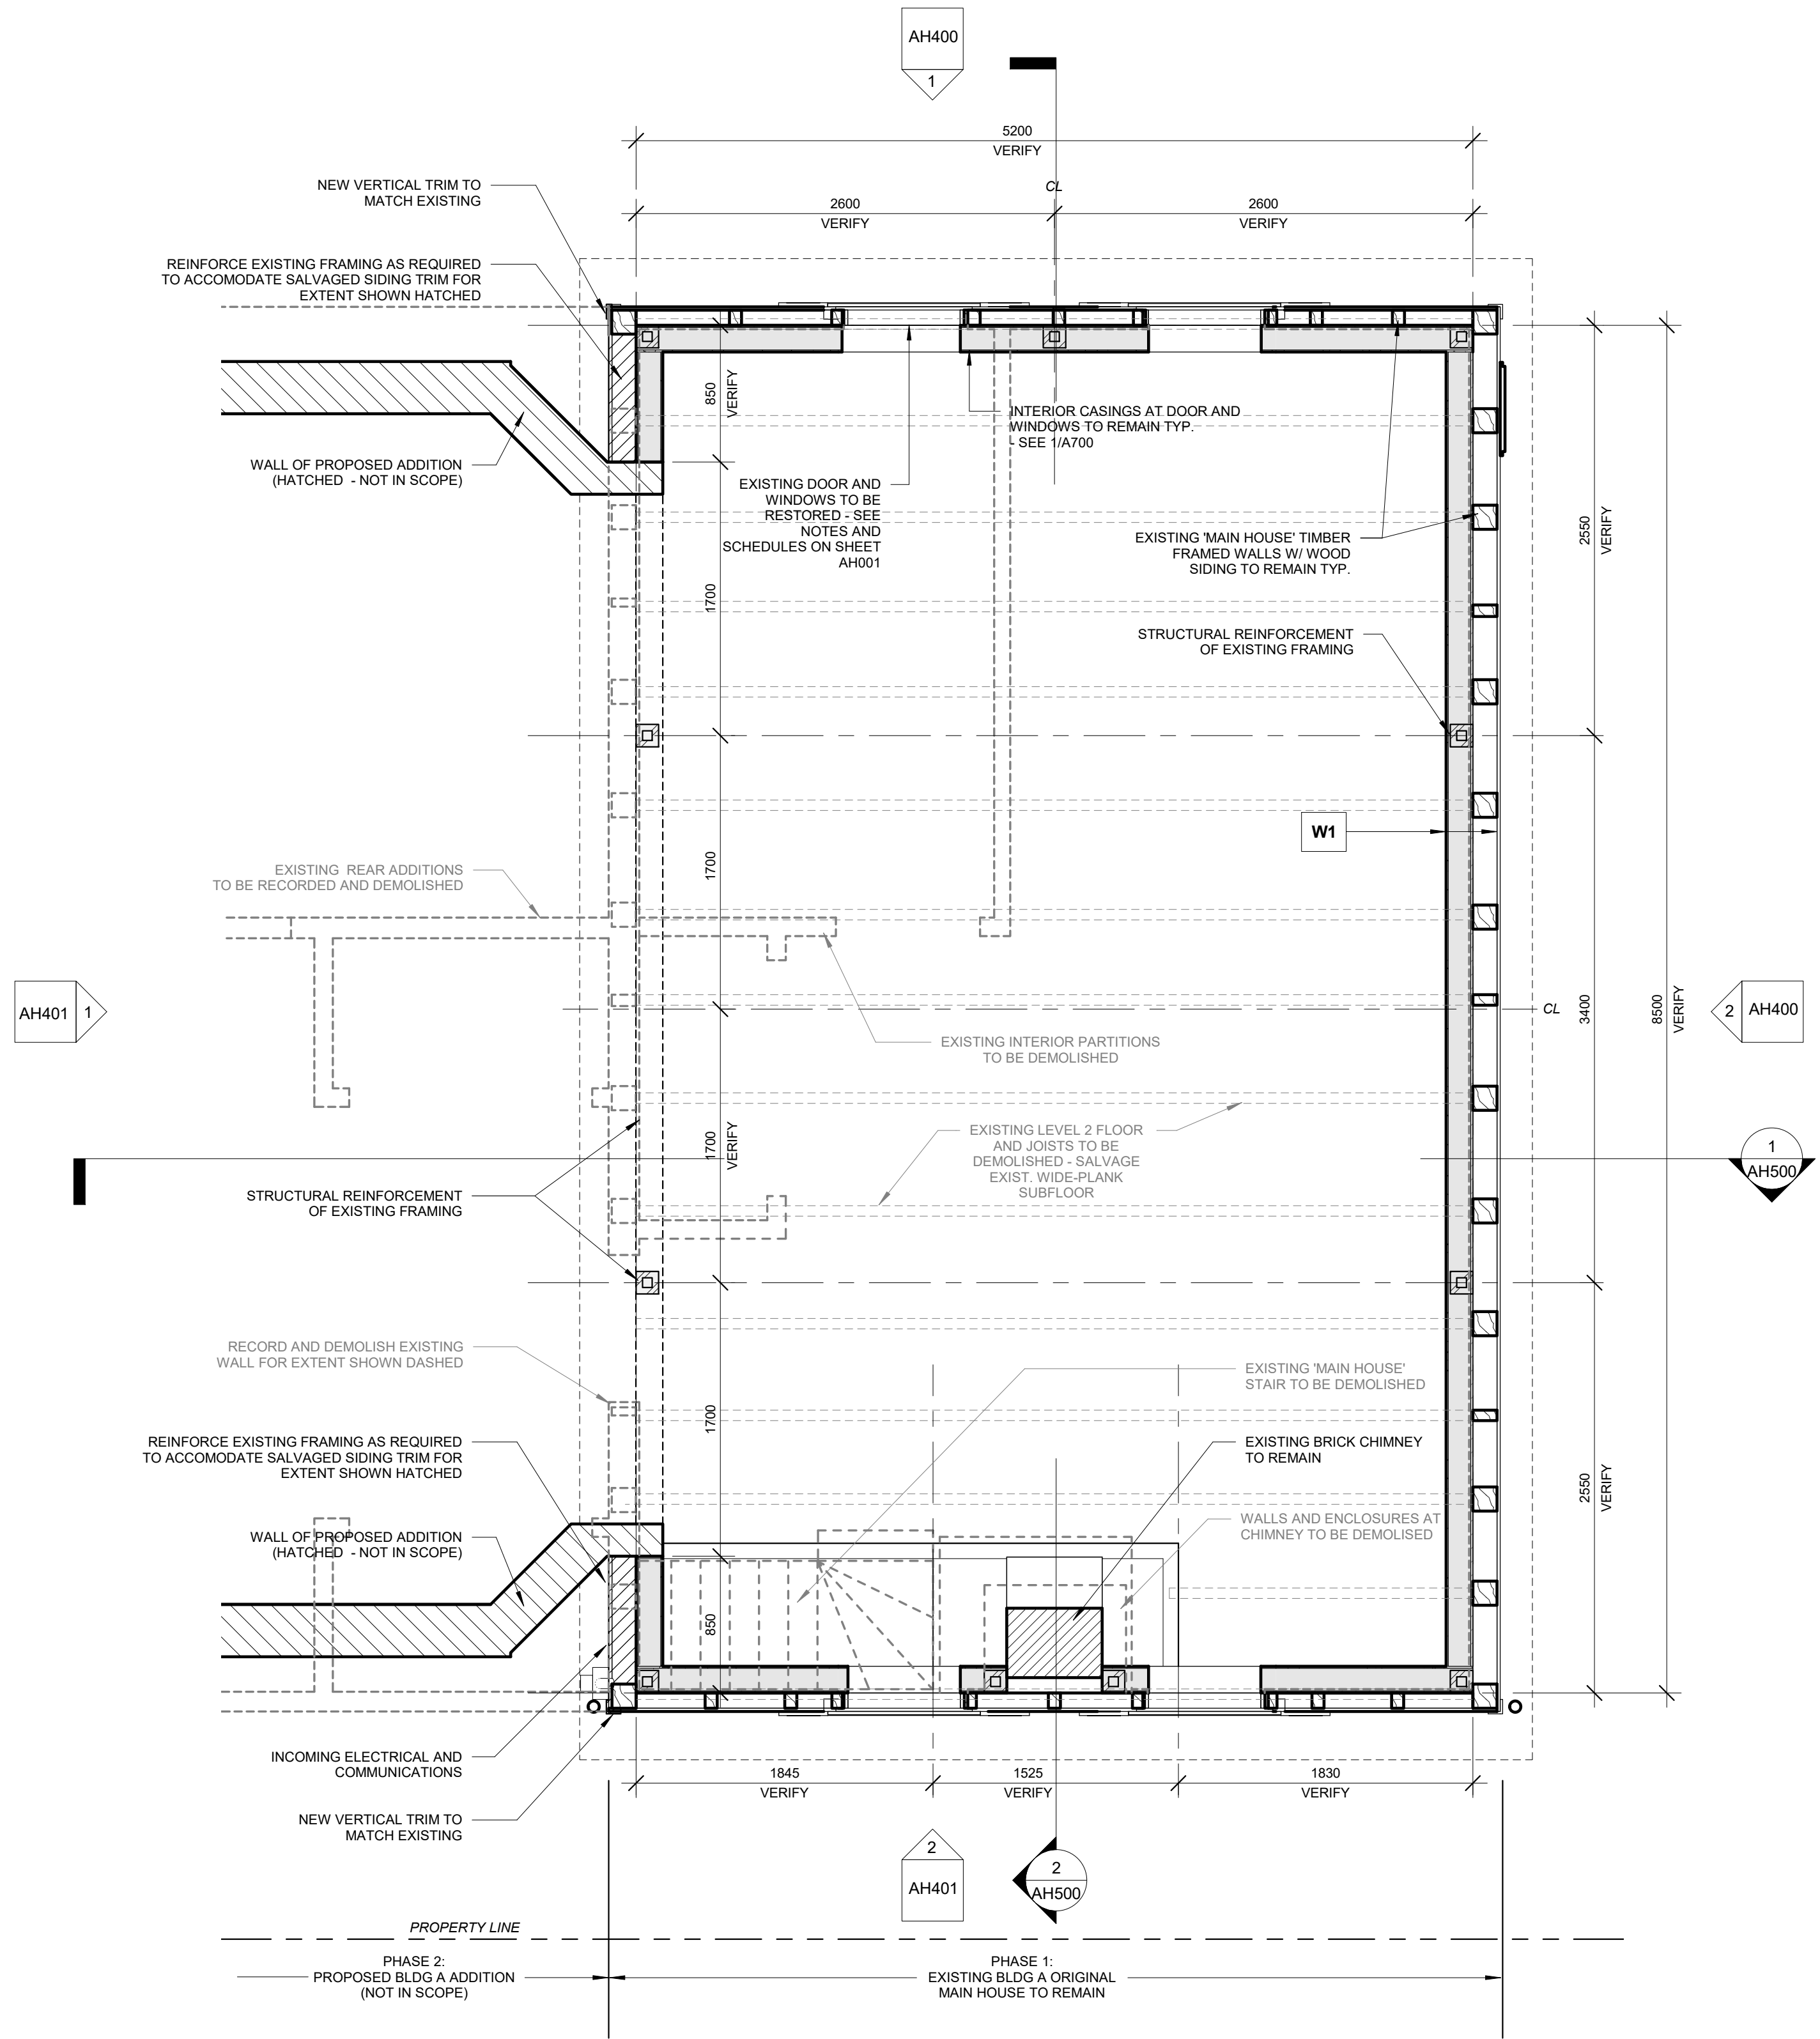 AH400
1
5200
VERIFY
CL
2600
VERIFY
2600
VERIFY
NEW VERTICAL TRIM TO
MATCH EXISTING
REINFORCE EXISTING FRAMING AS REQUIRED
TO ACCOMODATE SALVAGED SIDING TRIM FOR
EXTENT SHOWN HATCHED
850
VERIFY
INTERIOR CASINGS AT DOOR AND
WINDOWS TO REMAIN TYP.
- SEE 1/A700
WALL OF PROPOSED ADDITION
(HATCHED - NOT IN SCOPE)
EXISTING DOOR AND
WINDOWS TO BE
RESTORED - SEE
NOTES AND
SCHEDULES ON SHEET
AH001
EXISTING 'MAIN HOUSE' TIMBER
FRAMED WALLS W/ WOOD
SIDING TO REMAIN TYP.
2550
VERIFY
1700
STRUCTURAL REINFORCEMENT
OF EXISTING FRAMING
W1
1700
EXISTING REAR ADDITIONS
TO BE RECORDED AND DEMOLISHED
AH401
1
CL
3400
8500
VERIFY
2
AH400
EXISTING INTERIOR PARTITIONS
TO BE DEMOLISHED
1700
VERIFY
EXISTING LEVEL 2 FLOOR
AND JOISTS TO BE
DEMOLISHED - SALVAGE
EXIST. WIDE-PLANK
SUBFLOOR
1
AH500
STRUCTURAL REINFORCEMENT
OF EXISTING FRAMING
RECORD AND DEMOLISH EXISTING
WALL FOR EXTENT SHOWN DASHED
EXISTING 'MAIN HOUSE'
STAIR TO BE DEMOLISHED
1700
REINFORCE EXISTING FRAMING AS REQUIRED
TO ACCOMODATE SALVAGED SIDING TRIM FOR
EXTENT SHOWN HATCHED
EXISTING BRICK CHIMNEY
TO REMAIN
2550
VERIFY
WALL OF PROPOSED ADDITION
(HATCHED - NOT IN SCOPE)
WALLS AND ENCLOSURES AT
CHIMNEY TO BE DEMOLISED
850
INCOMING ELECTRICAL AND
COMMUNICATIONS
1845
VERIFY
1525
VERIFY
1830
VERIFY
NEW VERTICAL TRIM TO
MATCH EXISTING
2
AH401
2
AH500
PROPERTY LINE
PHASE 2:
PROPOSED BLDG A ADDITION
(NOT IN SCOPE)
PHASE 1:
EXISTING BLDG A ORIGINAL
MAIN HOUSE TO REMAIN